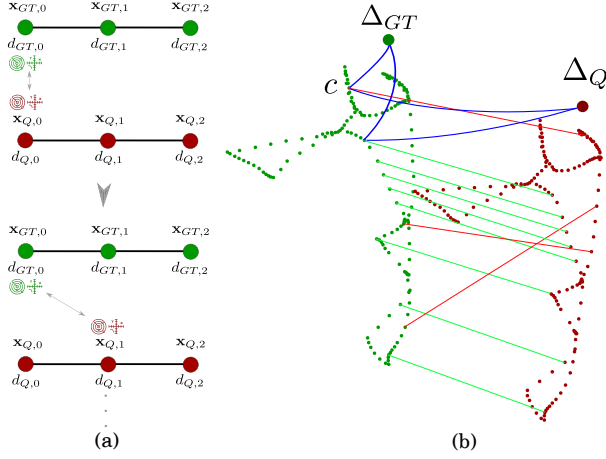 x_{GT,0} x_{GT,1} x_{GT,2}
d_{GT,0} d_{GT,1} d_{GT,2}
x_{Q,0} x_{Q,1} x_{Q,2}
d_{Q,0} d_{Q,1} d_{Q,2}
x_{GT,0} x_{GT,1} x_{GT,2}
d_{GT,0} d_{GT,1} d_{GT,2}
x_{Q,0} x_{Q,1} x_{Q,2}
d_{Q,0} d_{Q,1} d_{Q,2}
(a)
Δ_{GT}
Δ_Q
c
(b)